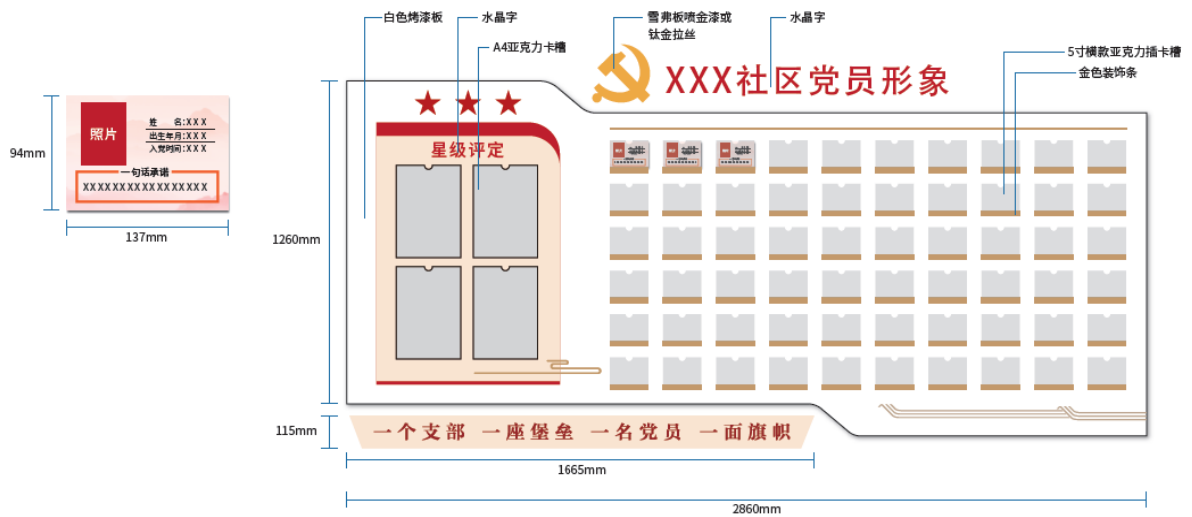 白色烤漆板
水晶字
A4亚克力卡槽
雪弗板喷金漆或
钛金拉丝
水晶字
5寸横款亚克力插卡槽
金色装饰条
XXX社区党员形象
照片
姓 名:XXX
出生年月:XXX
入党时间:XXX
一句话承诺
XXXXXXXXXXXXXXXXX
94mm
137mm
星级评定
1260mm
115mm
一个支部 一座堡垒 一名党员 一面旗帜
1665mm
2860mm